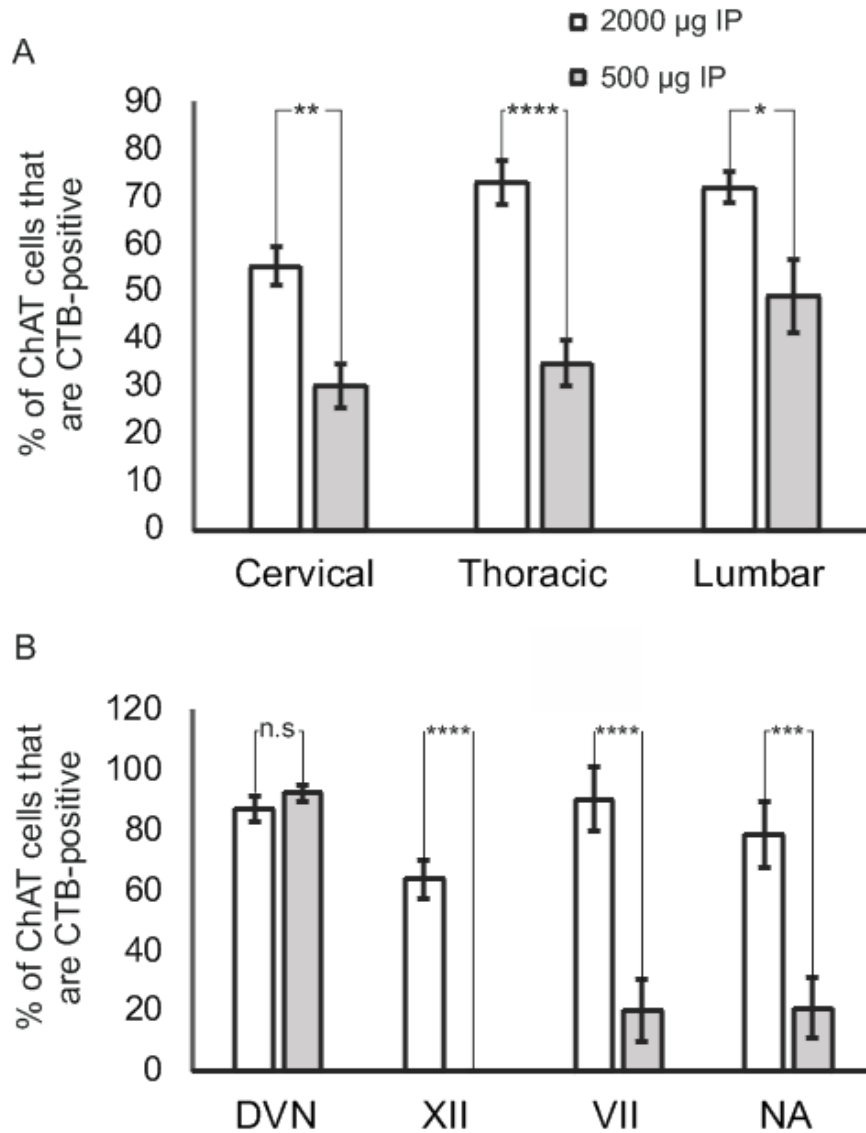 2000 µg IP
A
500 µg IP
% of ChAT cells that
are CTB-positive
90
80
70
60
50
40
30
20
10
0
**
****
*
Cervical Thoracic Lumbar
B
% of ChAT cells that
are CTB-positive
120
100
80
60
40
20
0
n.s
****
****
***
DVN XII VII NA